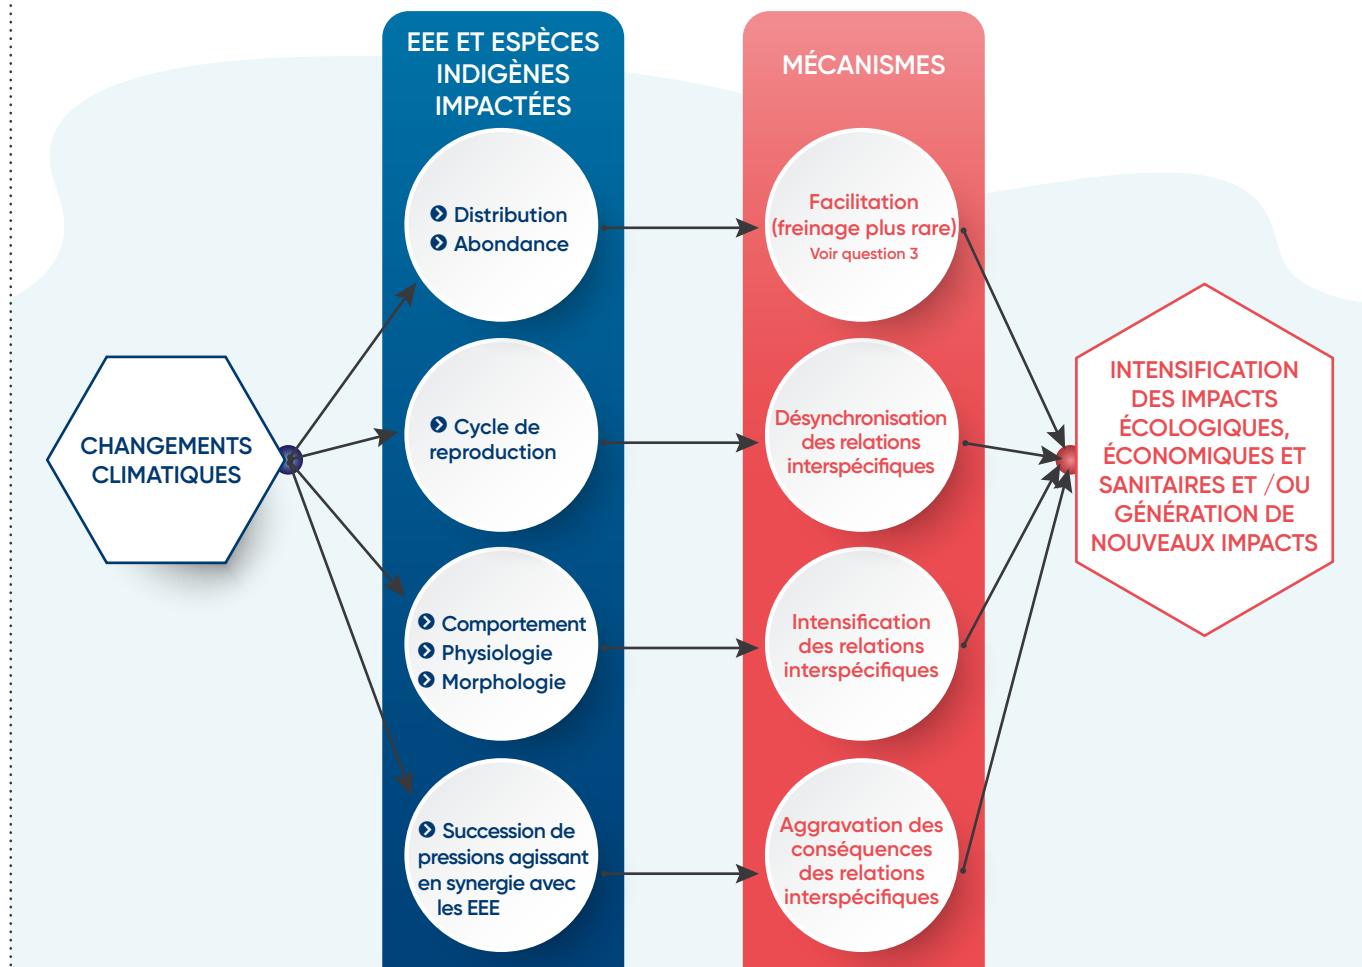 EEE ET ESPÈCES
INDIGÈNES
IMPACTÉES
MÉCANISMES
Distribution
Abondance
Facilitation
(freinage plus rare)
Voir question 3
CHANGEMENTS
CLIMATIQUES
Cycle de
reproduction
Désynchronisation
des relations
interspécifiques
INTENSIFICATION
DES IMPACTS
ÉCOLOGIQUES,
ÉCONOMIQUES ET
SANITAIRES ET /OU
GÉNÉRATION DE
NOUVEAUX IMPACTS
Comportement
Physiologie
Morphologie
Intensification
des relations
interspécifiques
Succession de
pressions agissant
en synergie avec
les EEE
Aggravation des
conséquences
des relations
interspécifiques